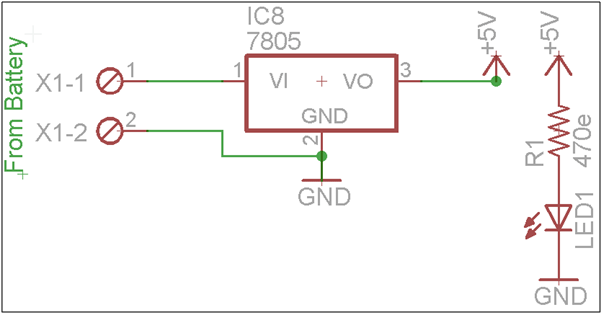 IC8
7805
From Battery
X1-1
1
1
VI
VO
3
+5V
+5V
X1-2
2
GND
2
GND
R1
470e
LED1
GND